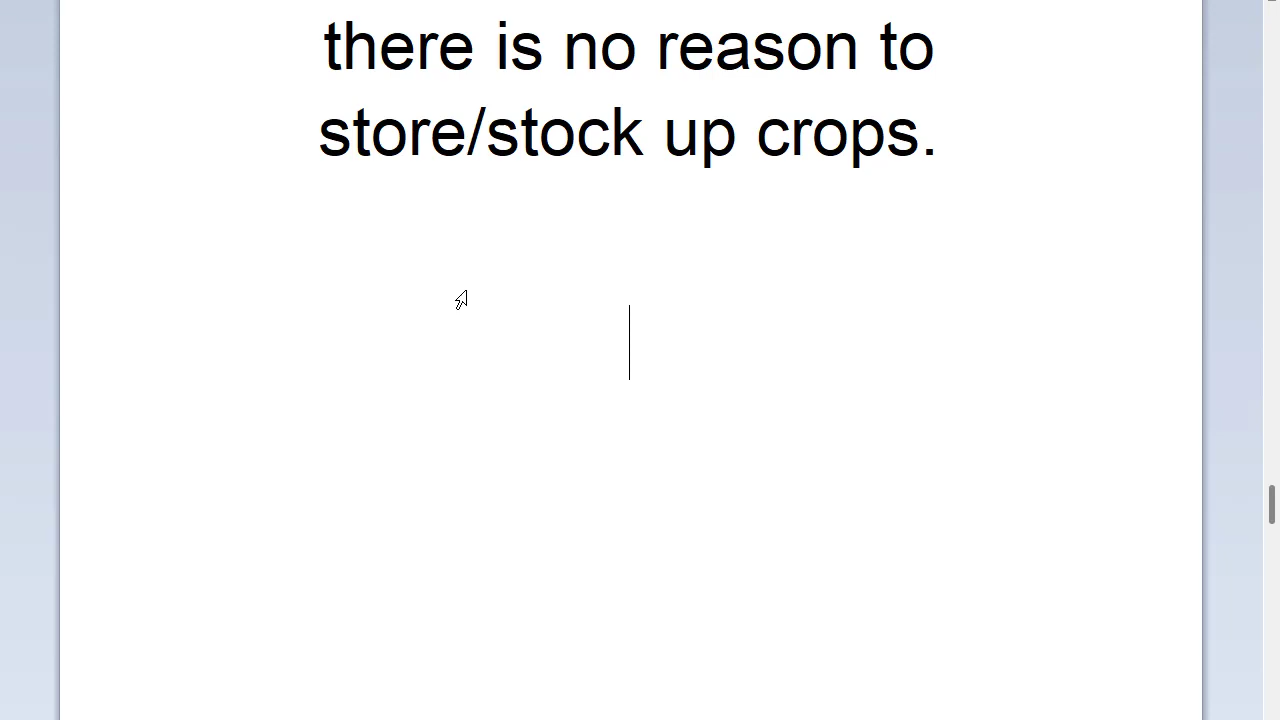 there is no reason to
store/stock up crops.